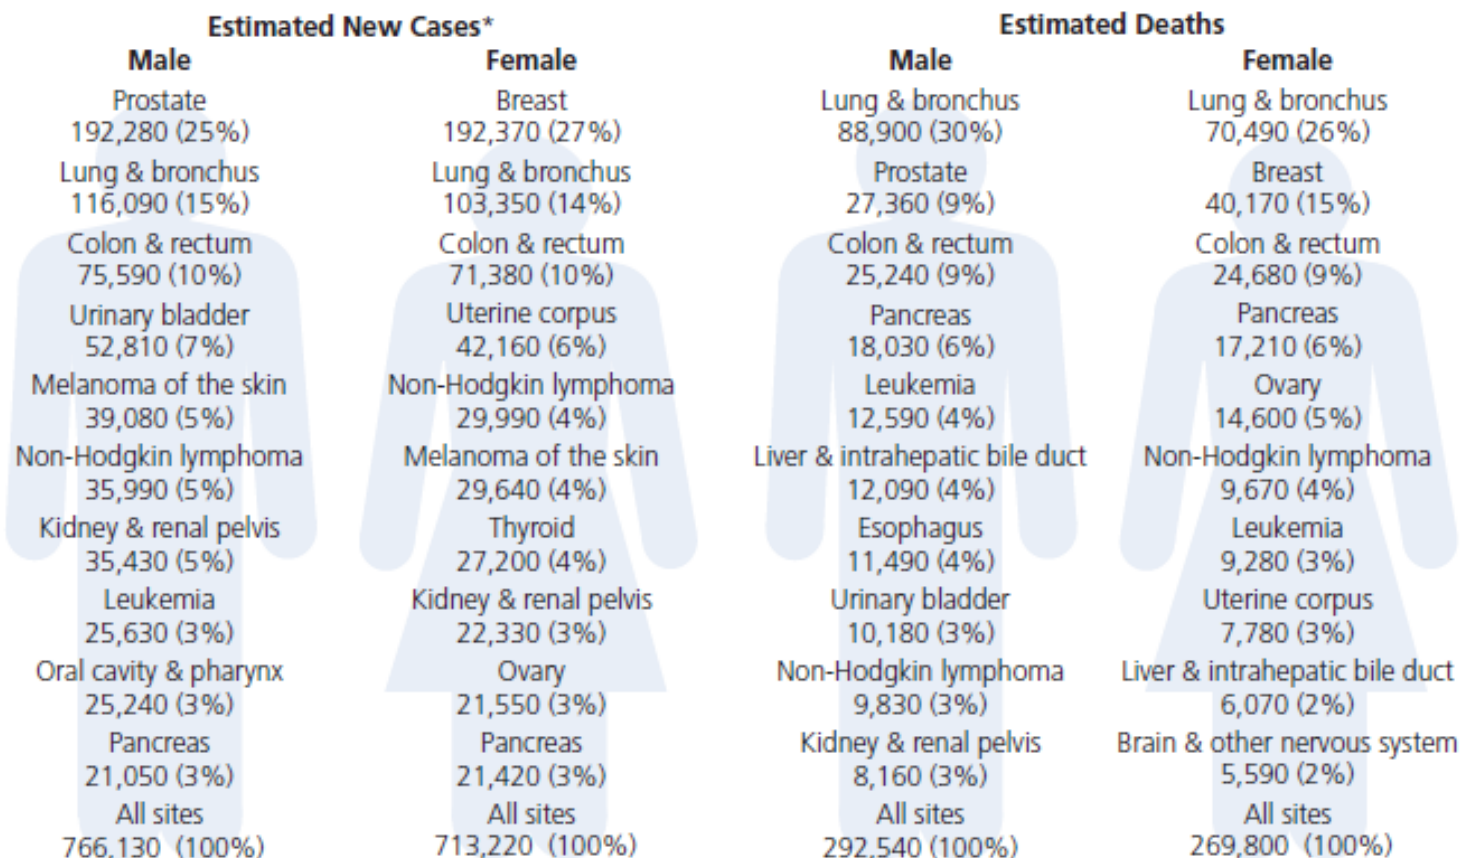 Estimated New Cases*
Male
Prostate
192,280 (25%)
Lung & bronchus
116,090 (15%)
Colon & rectum
75,590 (10%)
Urinary bladder
52,810 (7%)
Melanoma of the skin
39,080 (5%)
Non-Hodgkin lymphoma
35,990 (5%)
Kidney & renal pelvis
35,430 (5%)
Leukemia
25,630 (3%)
Oral cavity & pharynx
25,240 (3%)
Pancreas
21,050 (3%)
All sites
766,130 (100%)
Female
Breast
192,370 (27%)
Lung & bronchus
103,350 (14%)
Colon & rectum
71,380 (10%)
Uterine corpus
42,160 (6%)
Non-Hodgkin lymphoma
29,990 (4%)
Melanoma of the skin
29,640 (4%)
Thyroid
27,200 (4%)
Kidney & renal pelvis
22,330 (3%)
Ovary
21,550 (3%)
Pancreas
21,420 (3%)
All sites
713,220 (100%)
Estimated Deaths
Male
Lung & bronchus
88,900 (30%)
Prostate
27,360 (9%)
Colon & rectum
25,240 (9%)
Pancreas
18,030 (6%)
Leukemia
12,590 (4%)
Liver & intrahepatic bile duct
12,090 (4%)
Esophagus
11,490 (4%)
Urinary bladder
10,180 (3%)
Non-Hodgkin lymphoma
9,830 (3%)
Kidney & renal pelvis
8,160 (3%)
All sites
292,540 (100%)
Female
Lung & bronchus
70,490 (26%)
Breast
40,170 (15%)
Colon & rectum
24,680 (9%)
Pancreas
17,210 (6%)
Ovary
14,600 (5%)
Non-Hodgkin lymphoma
9,670 (4%)
Leukemia
9,280 (3%)
Uterine corpus
7,780 (3%)
Liver & intrahepatic bile duct
6,070 (2%)
Brain & other nervous system
5,590 (2%)
All sites
269,800 (100%)